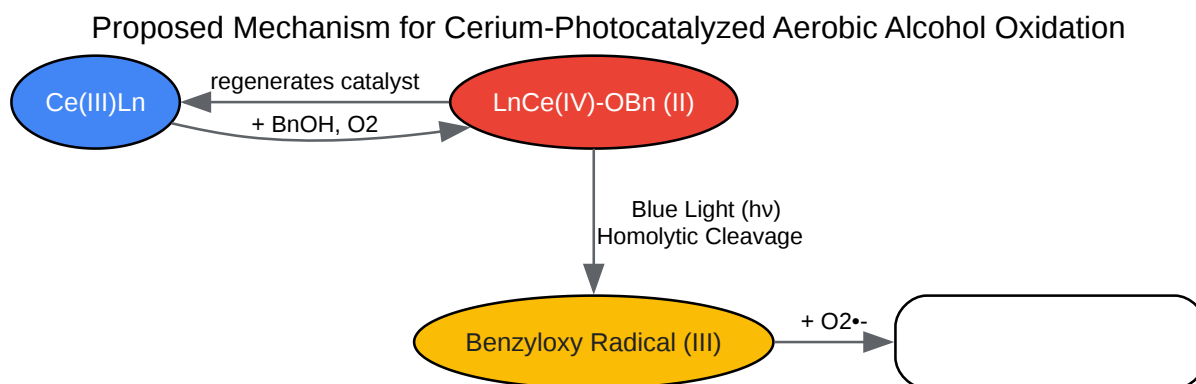 Proposed Mechanism for Cerium-Photocatalyzed Aerobic Alcohol Oxidation
Ce(III)Ln
regenerates catalyst
+ BnOH, O2
LnCe(IV)-OBn (II)
Blue Light (hν)
Homolytic Cleavage
Benzyloxy Radical (III)
+ O2•-